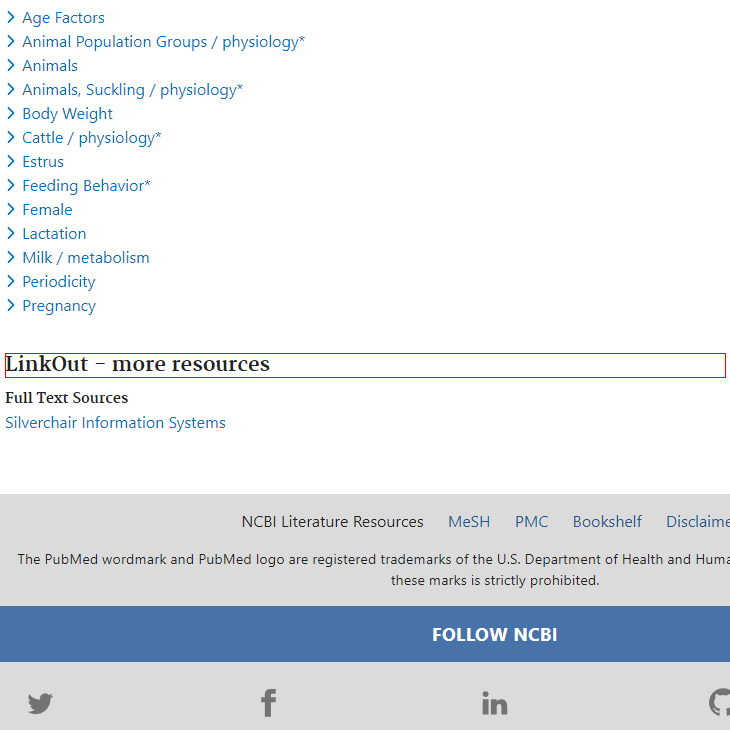 Age Factors
Animal Population Groups / physiology*
Animals
Animals, Suckling / physiology*
Body Weight
Cattle / physiology*
Estrus
Feeding Behavior*
Female
Lactation
Milk / metabolism
Periodicity
Pregnancy
LinkOut – more resources
Full Text Sources
Silverchair Information Systems
NCBI Literature Resources MeSH PMC Bookshelf Disclaime
The PubMed wordmark and PubMed logo are registered trademarks of the U.S. Department of Health and Huma
these marks is strictly prohibited.
FOLLOW NCBI